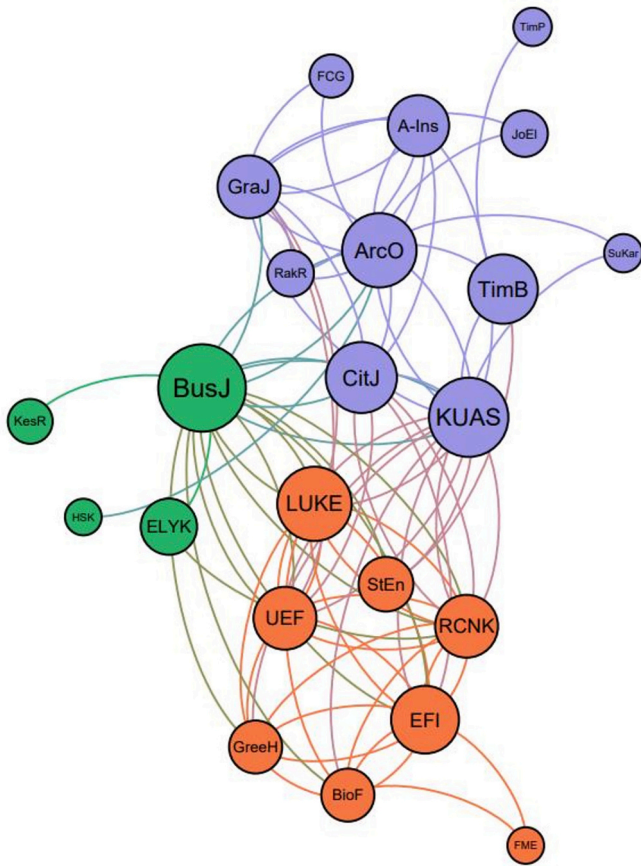 TimP
FCG
A-Ins
JoEl
GraJ
ArcO
SuKar
RakR
TimB
BusJ
CitJ
KUAS
KesR
LUKE
HSK
ELYK
StEn
UEF
RCNK
EFI
GreeH
BioF
FME